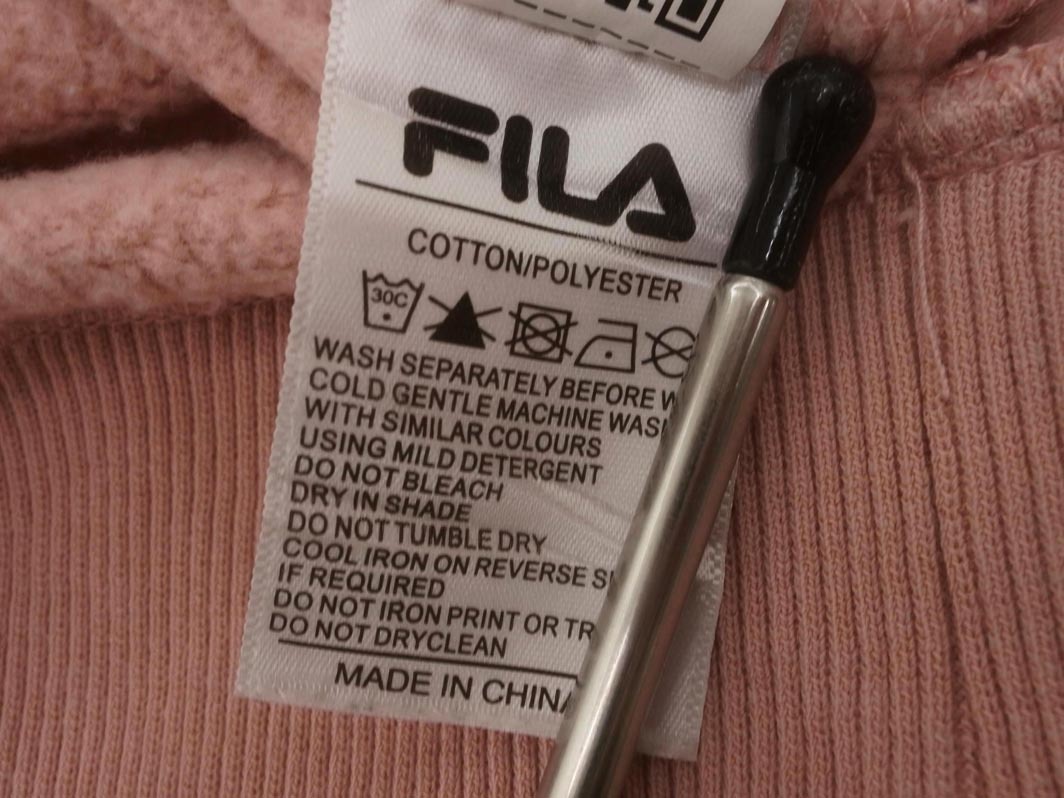 FILA
COTTON/POLYESTER
30C
WASH SEPARATELY BEFORE
COLD GENTLE MACHINE
WITH SIMILAR COLOURS
USING MILD DETERGENT
DO NOT BLEACH
DRY IN SHADE
DO NOT TUMBLE DRY
COOL IRON ON REVERSE
IF REQUIRED
DO NOT IRON PRINT OR
DO NOT DRYCLEAN
MADE IN CHINA